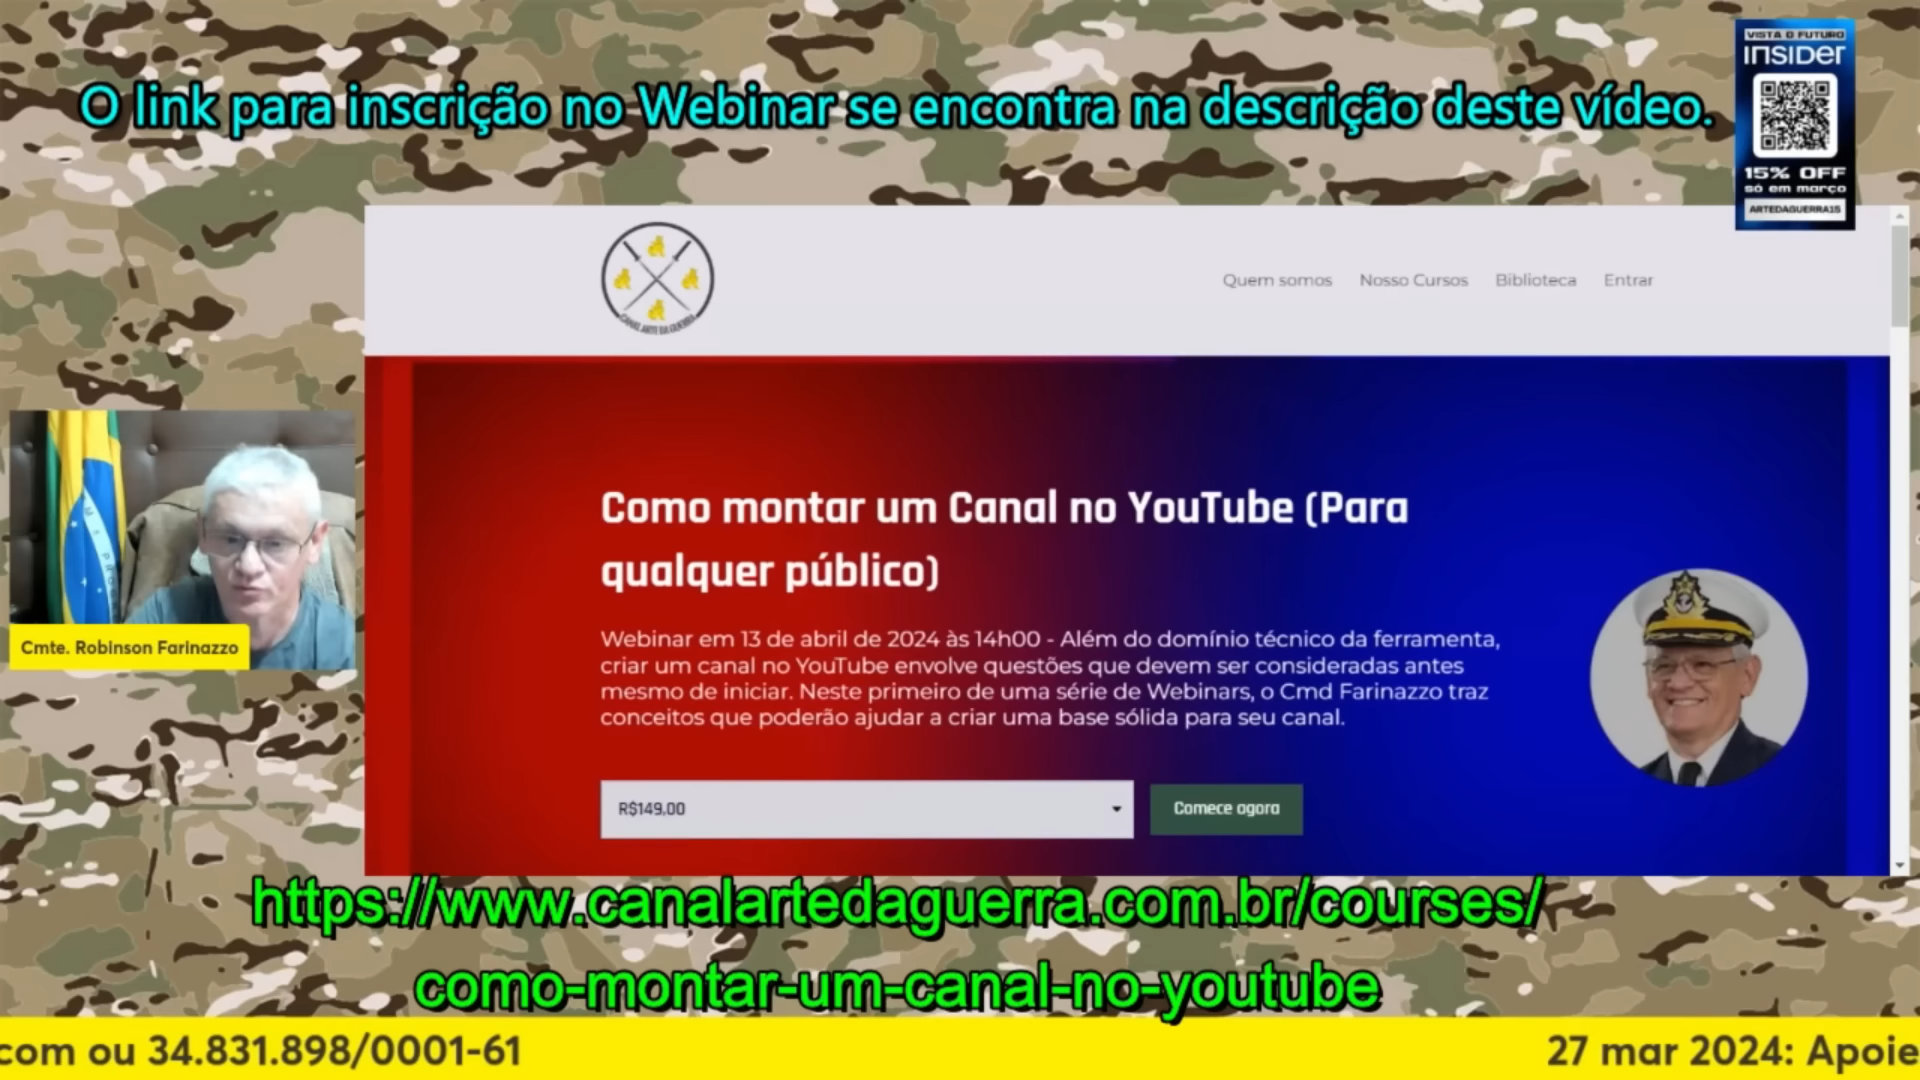 VISTA O FUTURO
INSIDER
O link para inscrição no Webinar se encontra na descrição deste vídeo.
15% OFF
só em março
ARTEDAGUERRA15
CANAL ARTE DA GUERRA
Quem somos Nosso Cursos Biblioteca Entrar
Como montar um Canal no YouTube (Para
qualquer público)
Cmte. Robinson Farinazzo
Webinar em 13 de abril de 2024 às 14h00 - Além do domínio técnico da ferramenta,
criar um canal no YouTube envolve questões que devem ser consideradas antes
mesmo de iniciar. Neste primeiro de uma série de Webinars, o Cmd Farinazzo traz
conceitos que poderão ajudar a criar uma base sólida para seu canal.
R$149,00
Comece agora
https://www.canalartedaguerra.com.br/courses/
como-montar-um-canal-no-youtube
com ou 34.831.898/0001-61 27 mar 2024: Apoie